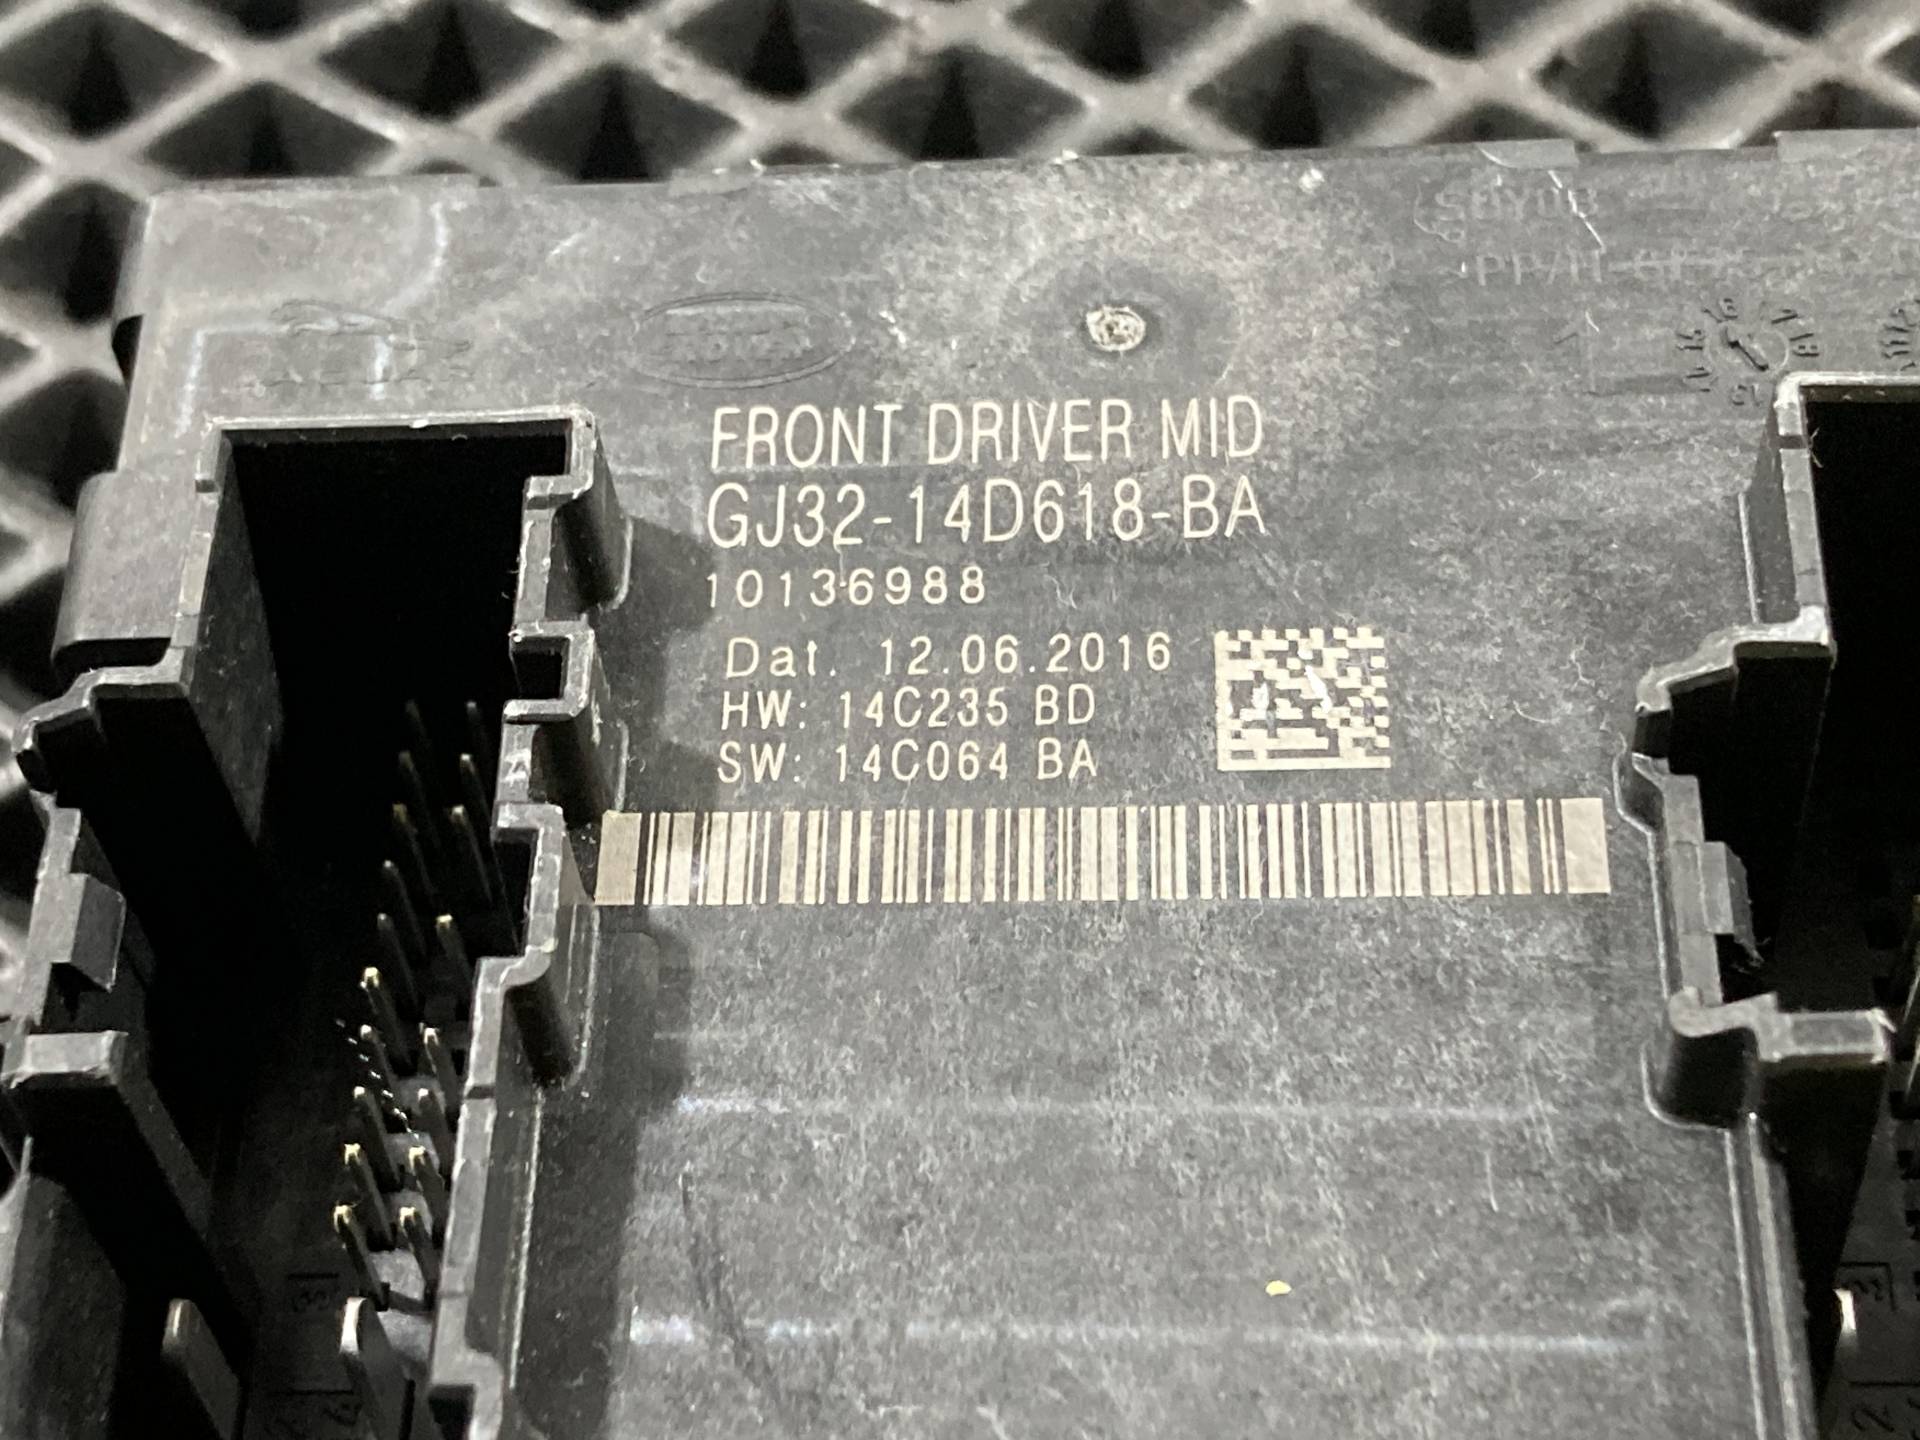 FRONT DRIVER MID
GJ32-14D618-BA
10136988
Dat. 12.06.2016
HW: 14C235 BD
SW: 14C064 BA